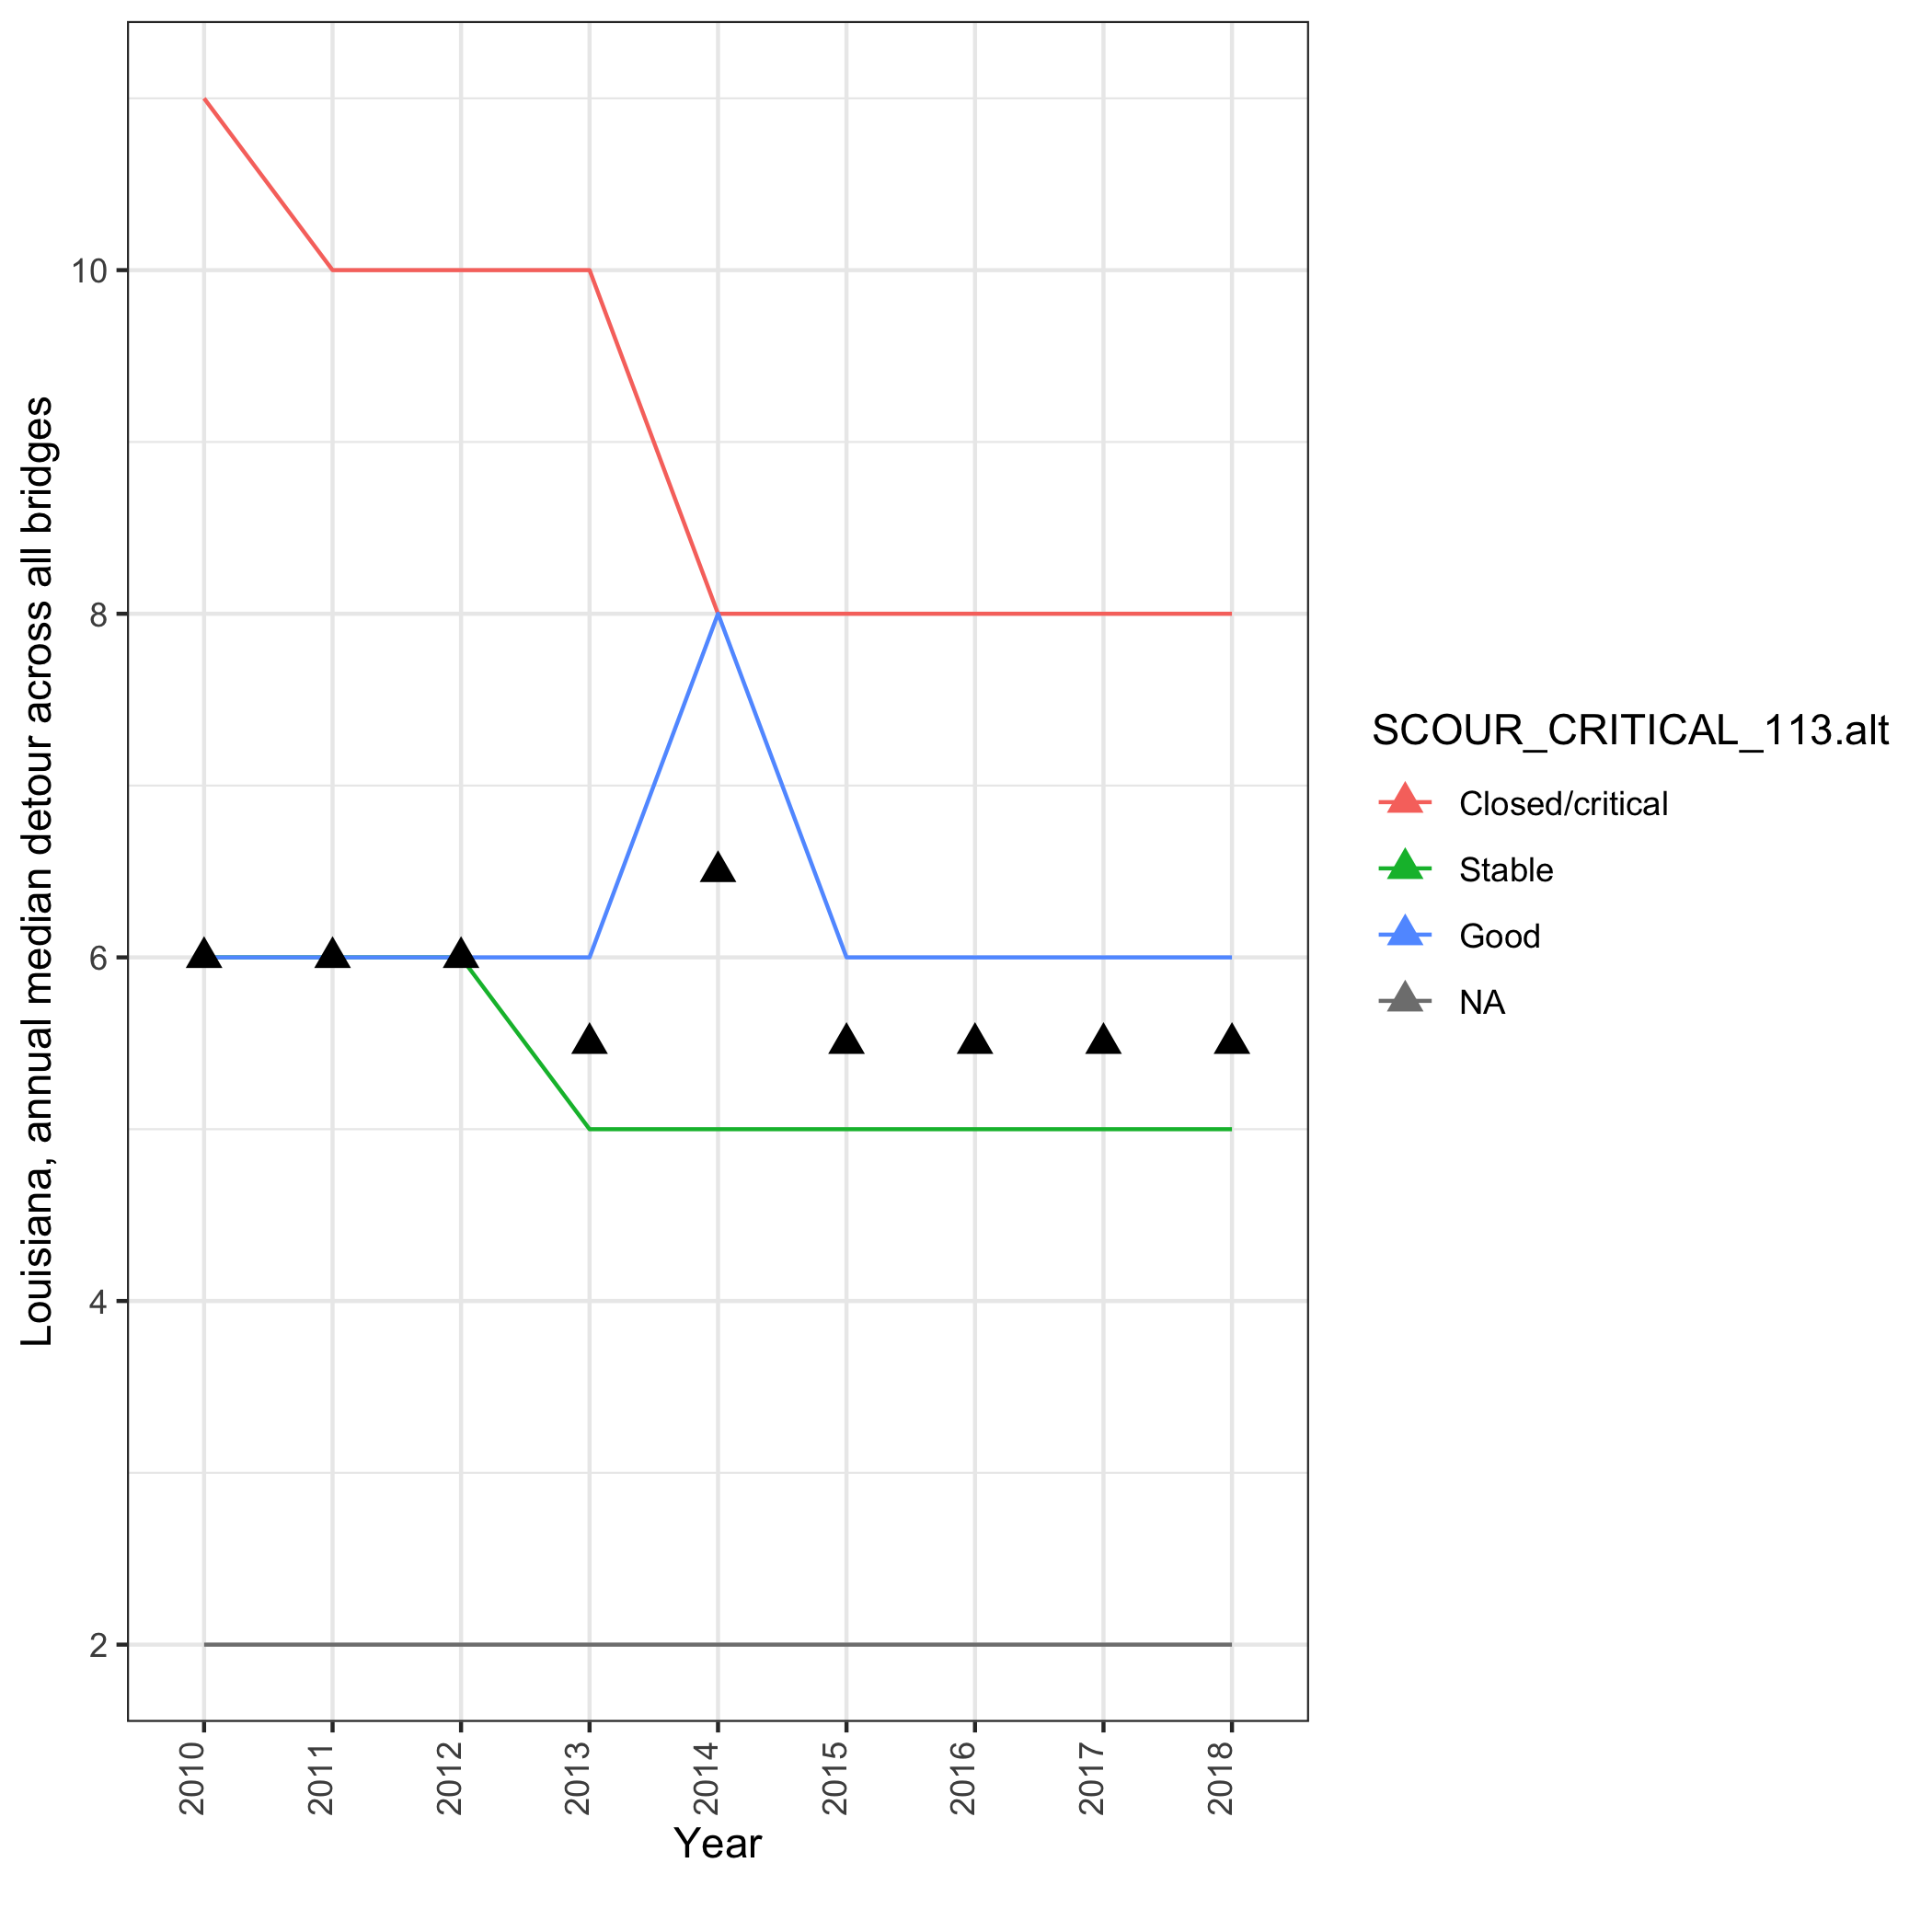 Louisiana, annual median detour across all bridges
10
8
6
4
2
2010
2011
2012
2013
2014
2015
2016
2017
2018
Year
SCOUR_CRITICAL_113.alt
Closed/critical
Stable
Good
NA